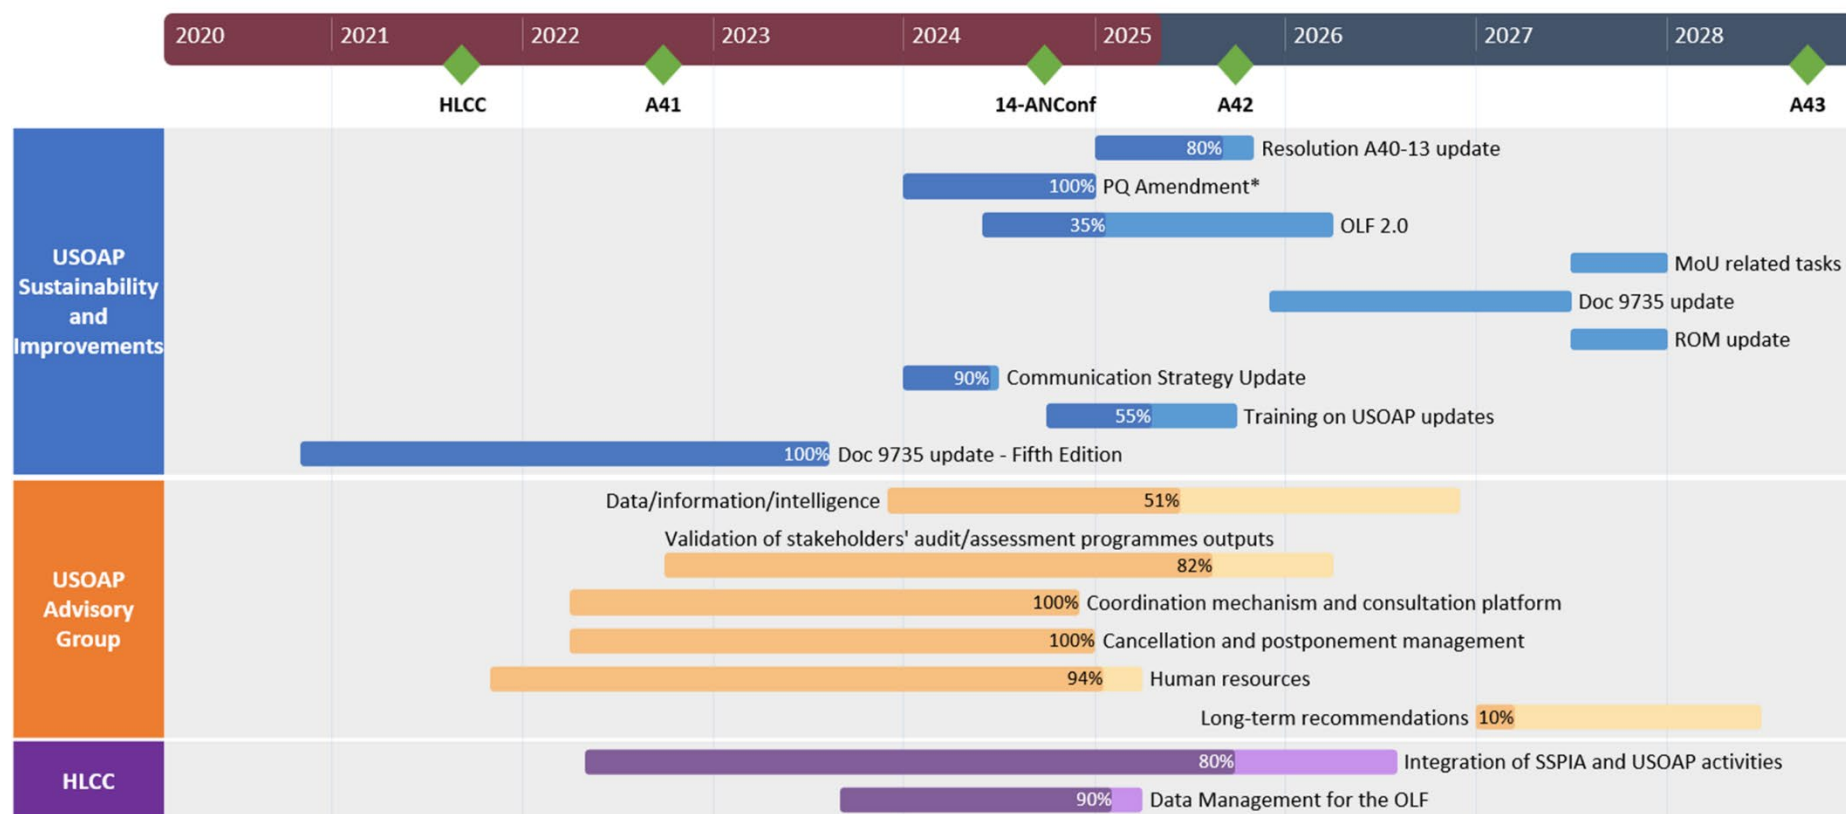 2020 2021 2022 2023 2024 2025 2026 2027 2028
HLCC A41 14-ANConf A42 A43
USOAP
Sustainability
and
Improvements
80% Resolution A40-13 update
100% PQ Amendment*
35% OLF 2.0
MoU related tasks
Doc 9735 update
ROM update
90% Communication Strategy Update
55% Training on USOAP updates
100% Doc 9735 update - Fifth Edition
USOAP
Advisory
Group
Data/information/intelligence 51%
Validation of stakeholders' audit/assessment programmes outputs
82%
100% Coordination mechanism and consultation platform
100% Cancellation and postponement management
94% Human resources
Long-term recommendations 10%
HLCC
80% Integration of SSPIA and USOAP activities
90% Data Management for the OLF